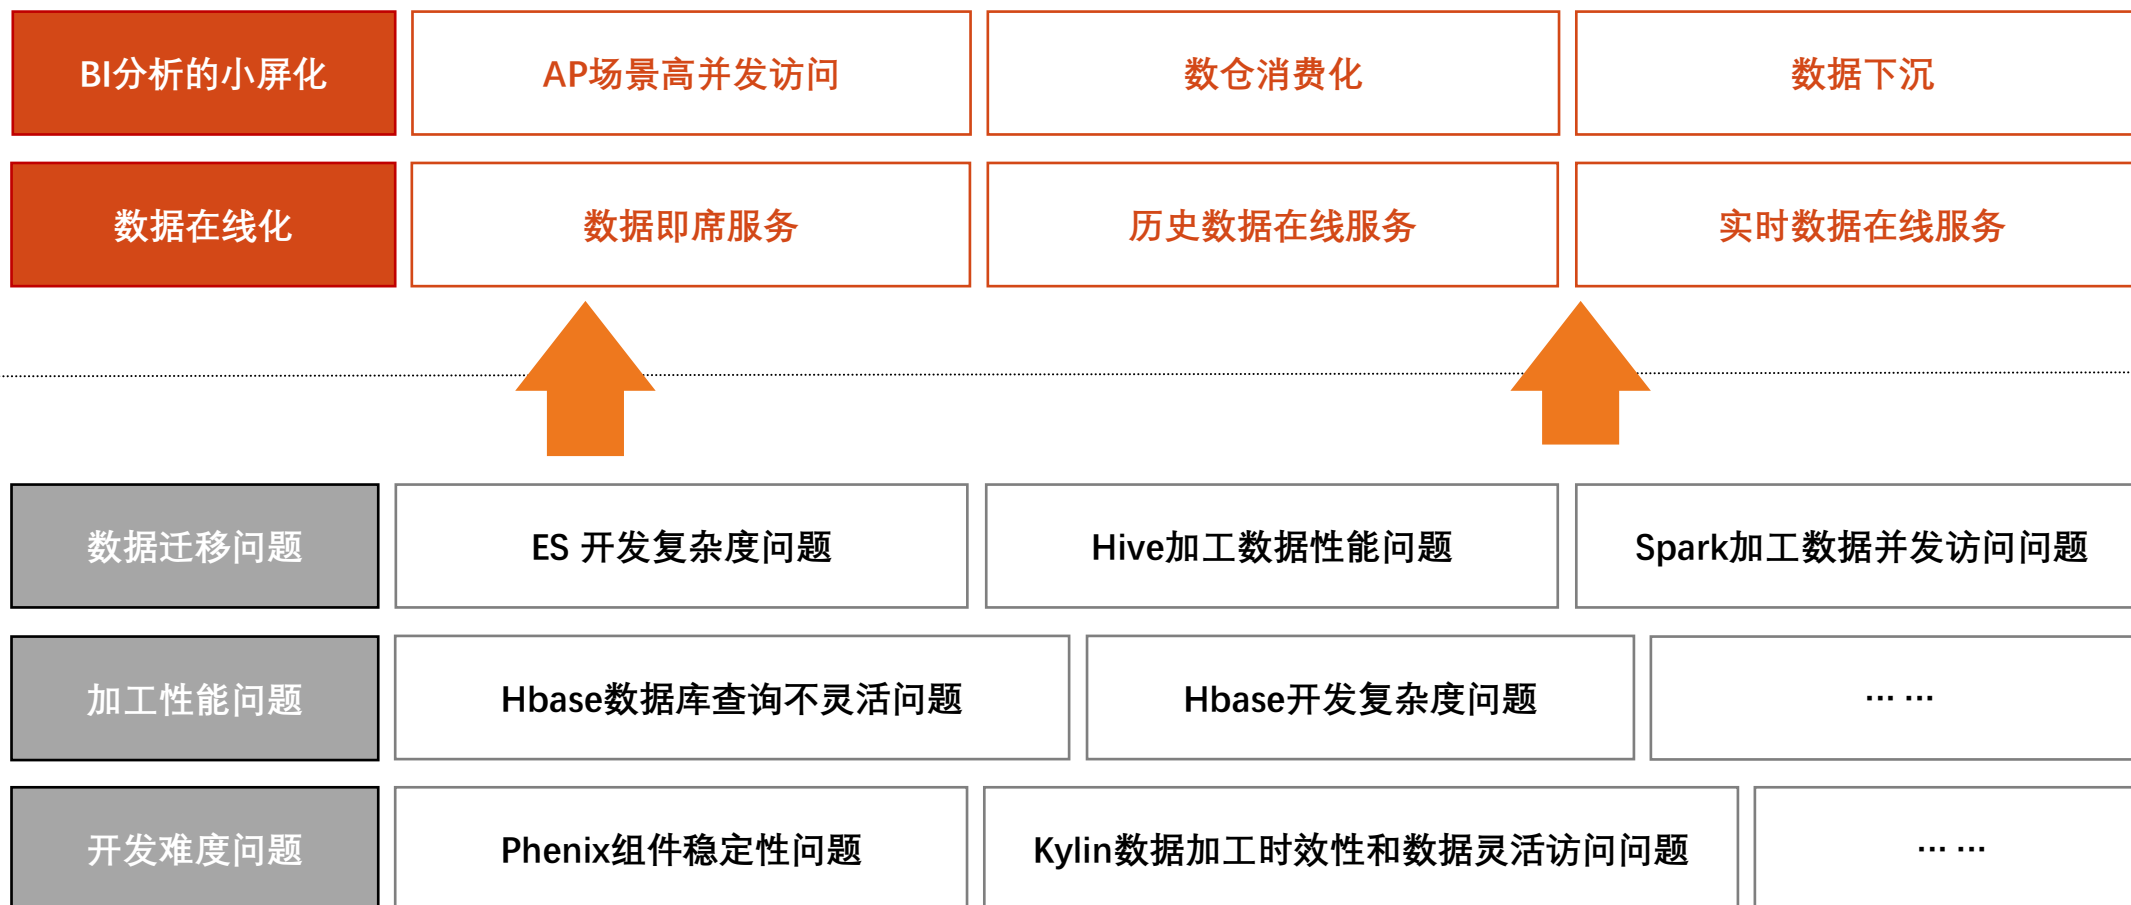 BI分析的小屏化
AP场景高并发访问
数仓消费化
数据下沉
数据在线化
数据即席服务
历史数据在线服务
实时数据在线服务
数据迁移问题
ES 开发复杂度问题
Hive加工数据性能问题
Spark加工数据并发访问问题
加工性能问题
Hbase数据库查询不灵活问题
Hbase开发复杂度问题
... ...
开发难度问题
Phenix组件稳定性问题
Kylin数据加工时效性和数据灵活访问问题
... ...